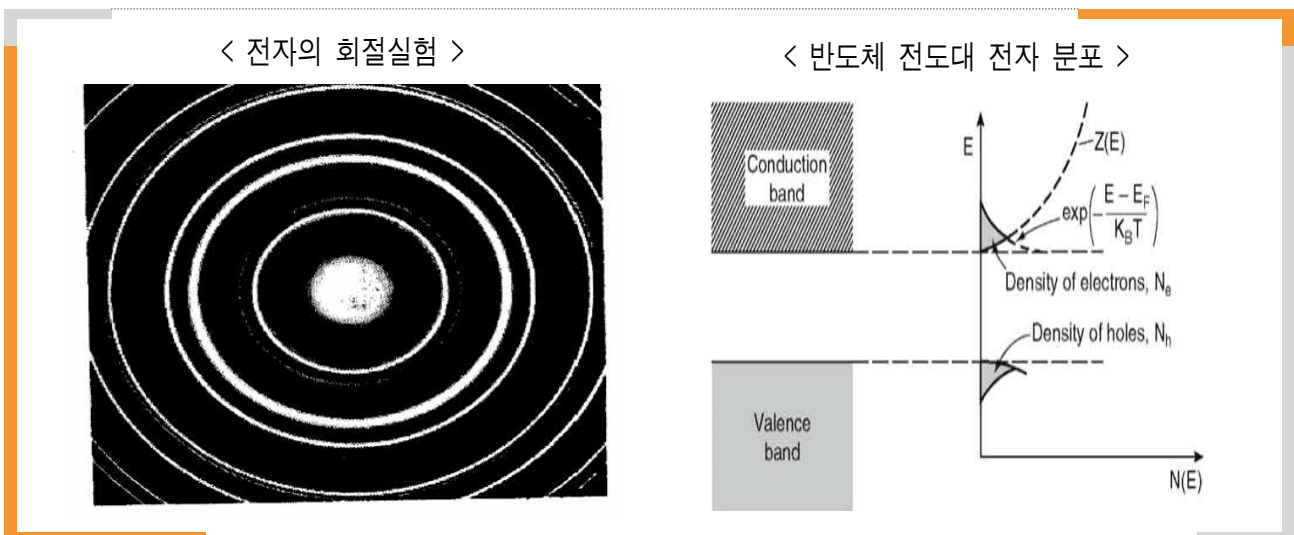 < 전자의 회절실험 >
< 반도체 전도대 전자 분포 >
Conduction
band
E
Z(E)
exp(-(E - E_F)/(K_B T))
Density of electrons, N_e
Density of holes, N_h
Valence
band
N(E)